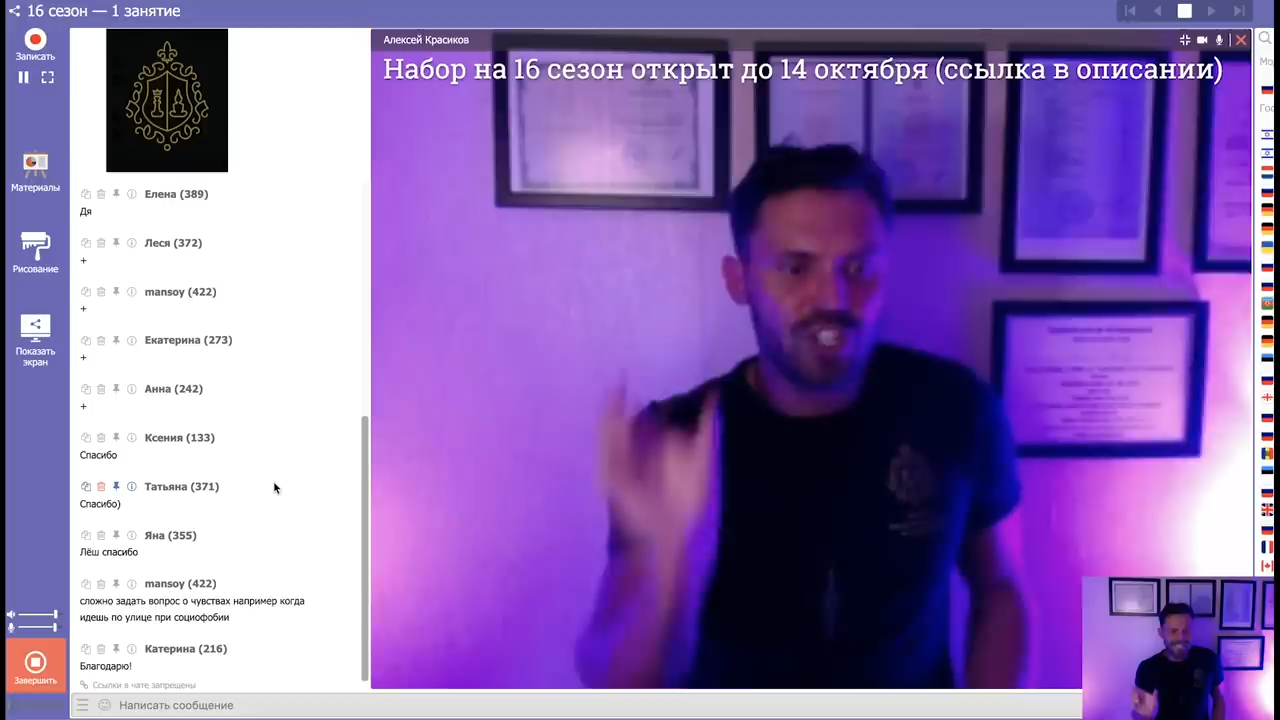 16 сезон — 1 занятие
Записать
Материалы
Рисование
Показать
экран
Завершить
Елена (389)
Дя
Леся (372)
+
mansoy (422)
+
Екатерина (273)
+
Анна (242)
+
Ксения (133)
Спасибо
Татьяна (371)
Спасибо)
Яна (355)
Лёш спасибо
mansoy (422)
сложно задать вопрос о чувствах например когда
идешь по улице при социофобии
Катерина (216)
Благодарю!
Ссылки в чате запрещены
Написать сообщение
Алексей Красиков
Набор на 16 сезон открыт до 14 октября (ссылка в описании)